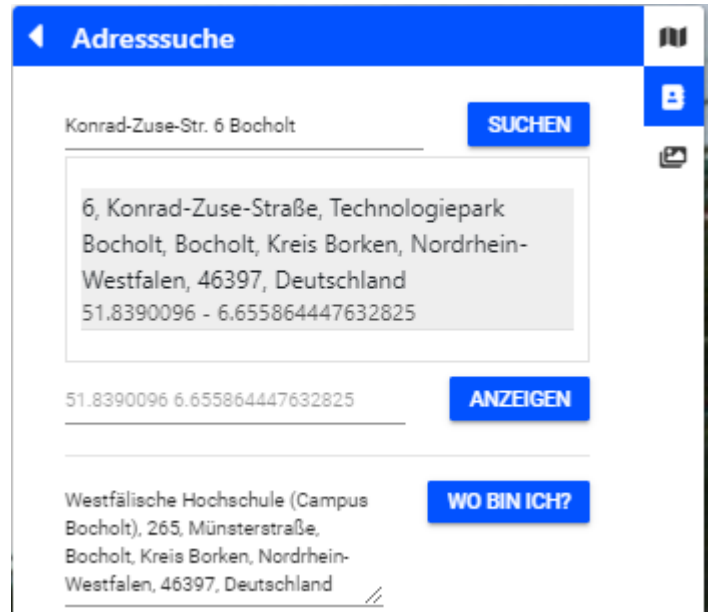 Adresssuche
Konrad-Zuse-Str. 6 Bocholt
SUCHEN
6, Konrad-Zuse-Straße, Technologiepark
Bocholt, Bocholt, Kreis Borken, Nordrhein-
Westfalen, 46397, Deutschland
51.8390096 - 6.655864447632825
51.8390096 6.655864447632825
ANZEIGEN
Westfälische Hochschule (Campus
Bocholt), 265, Münsterstraße,
Bocholt, Kreis Borken, Nordrhein-
Westfalen, 46397, Deutschland
WO BIN ICH?